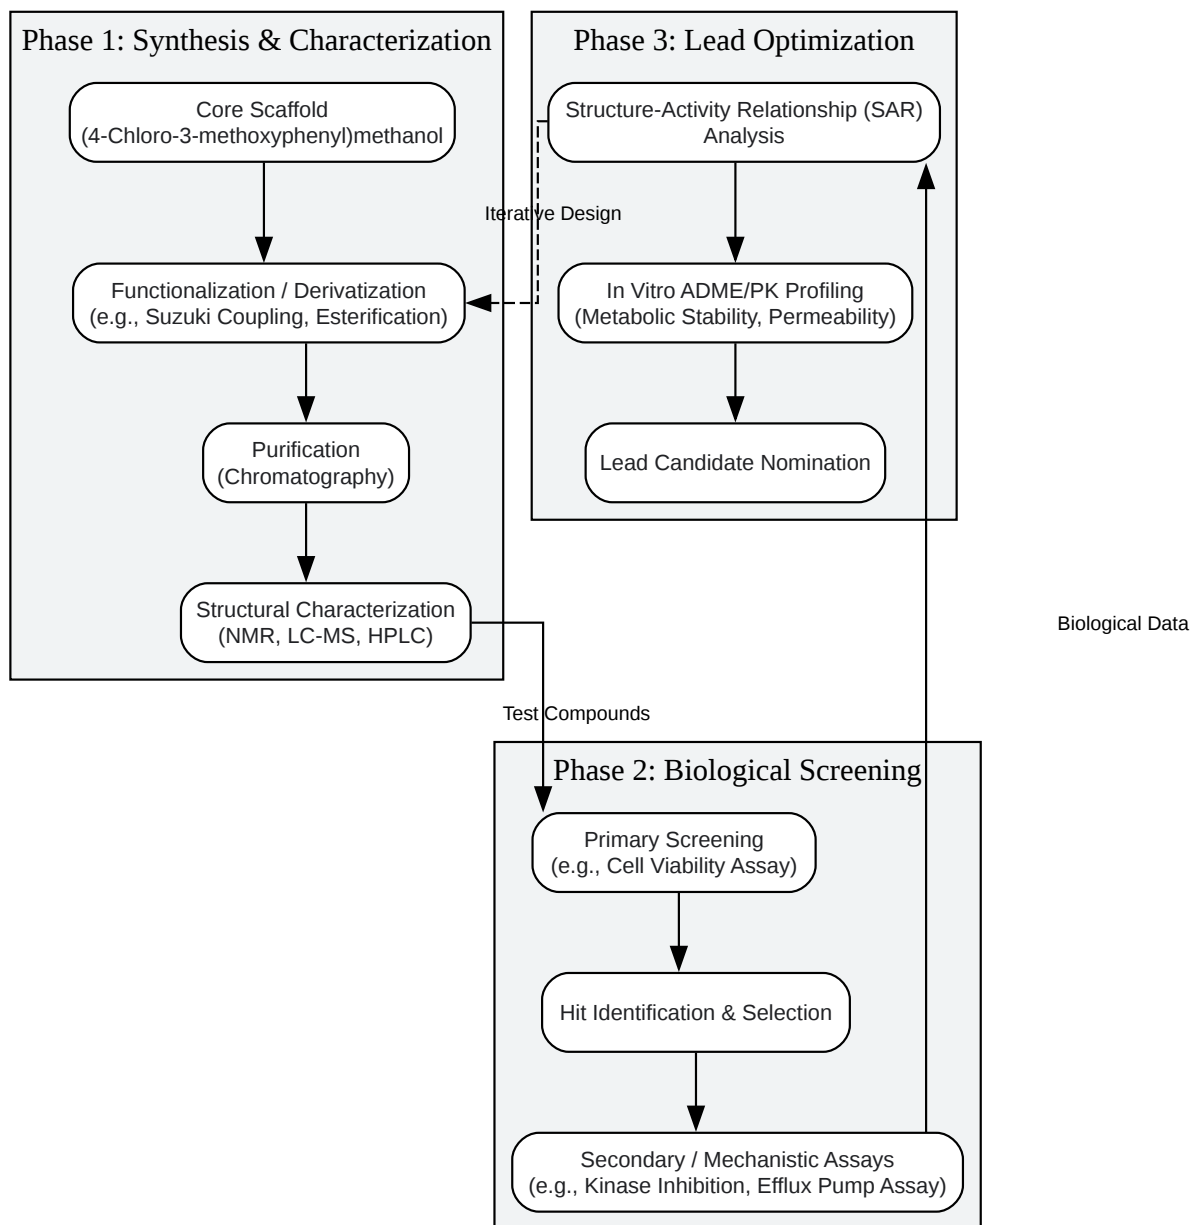 Phase 1: Synthesis & Characterization
Core Scaffold
(4-Chloro-3-methoxyphenyl)methanol
Functionalization / Derivatization
(e.g., Suzuki Coupling, Esterification)
Purification
(Chromatography)
Structural Characterization
(NMR, LC-MS, HPLC)
Phase 3: Lead Optimization
Structure-Activity Relationship (SAR)
Analysis
Iterative Design
In Vitro ADME/PK Profiling
(Metabolic Stability, Permeability)
Lead Candidate Nomination
Biological Data
Test Compounds
Phase 2: Biological Screening
Primary Screening
(e.g., Cell Viability Assay)
Hit Identification & Selection
Secondary / Mechanistic Assays
(e.g., Kinase Inhibition, Efflux Pump Assay)